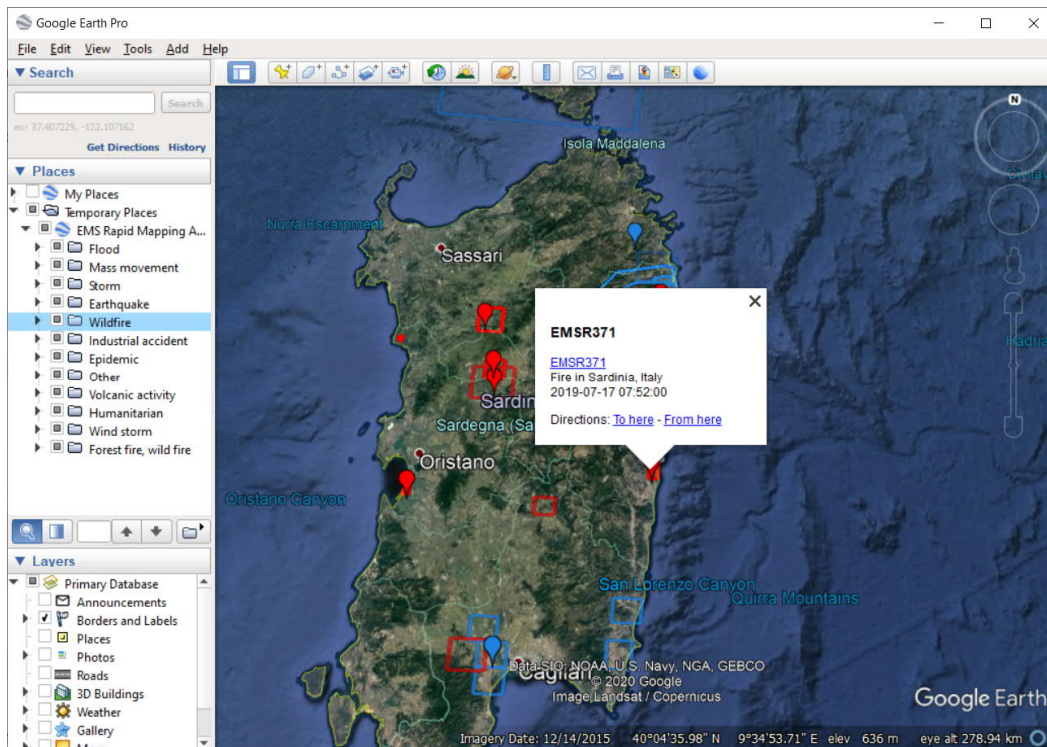 Google Earth Pro
File Edit View Tools Add Help
Search
Search
ex: 37.407229, -122.107162
Get Directions History
Places
My Places
Temporary Places
EMS Rapid Mapping A...
Flood
Mass movement
Storm
Earthquake
Wildfire
Industrial accident
Epidemic
Other
Volcanic activity
Humanitarian
Wind storm
Forest fire, wild fire
Layers
Primary Database
Announcements
Borders and Labels
Places
Photos
Roads
3D Buildings
Weather
Gallery
N
Isola Maddalena
Nurra Escarpment
Sassari
EMSR371
EMSR371
Fire in Sardinia, Italy
2019-07-17 07:52:00
Directions: To here - From here
Sardin
Sardegna (Sa
Hadria
Oristano
Oristano Canyon
San Lorenzo Canyon
Quirra Mountains
Cagliari
Data SIO, NOAA, U.S. Navy, NGA, GEBCO
© 2020 Google
Image Landsat / Copernicus
Google Earth
Imagery Date: 12/14/2015 40°04'35.98" N 9°34'53.71" E elev 636 m eye alt 278.94 km